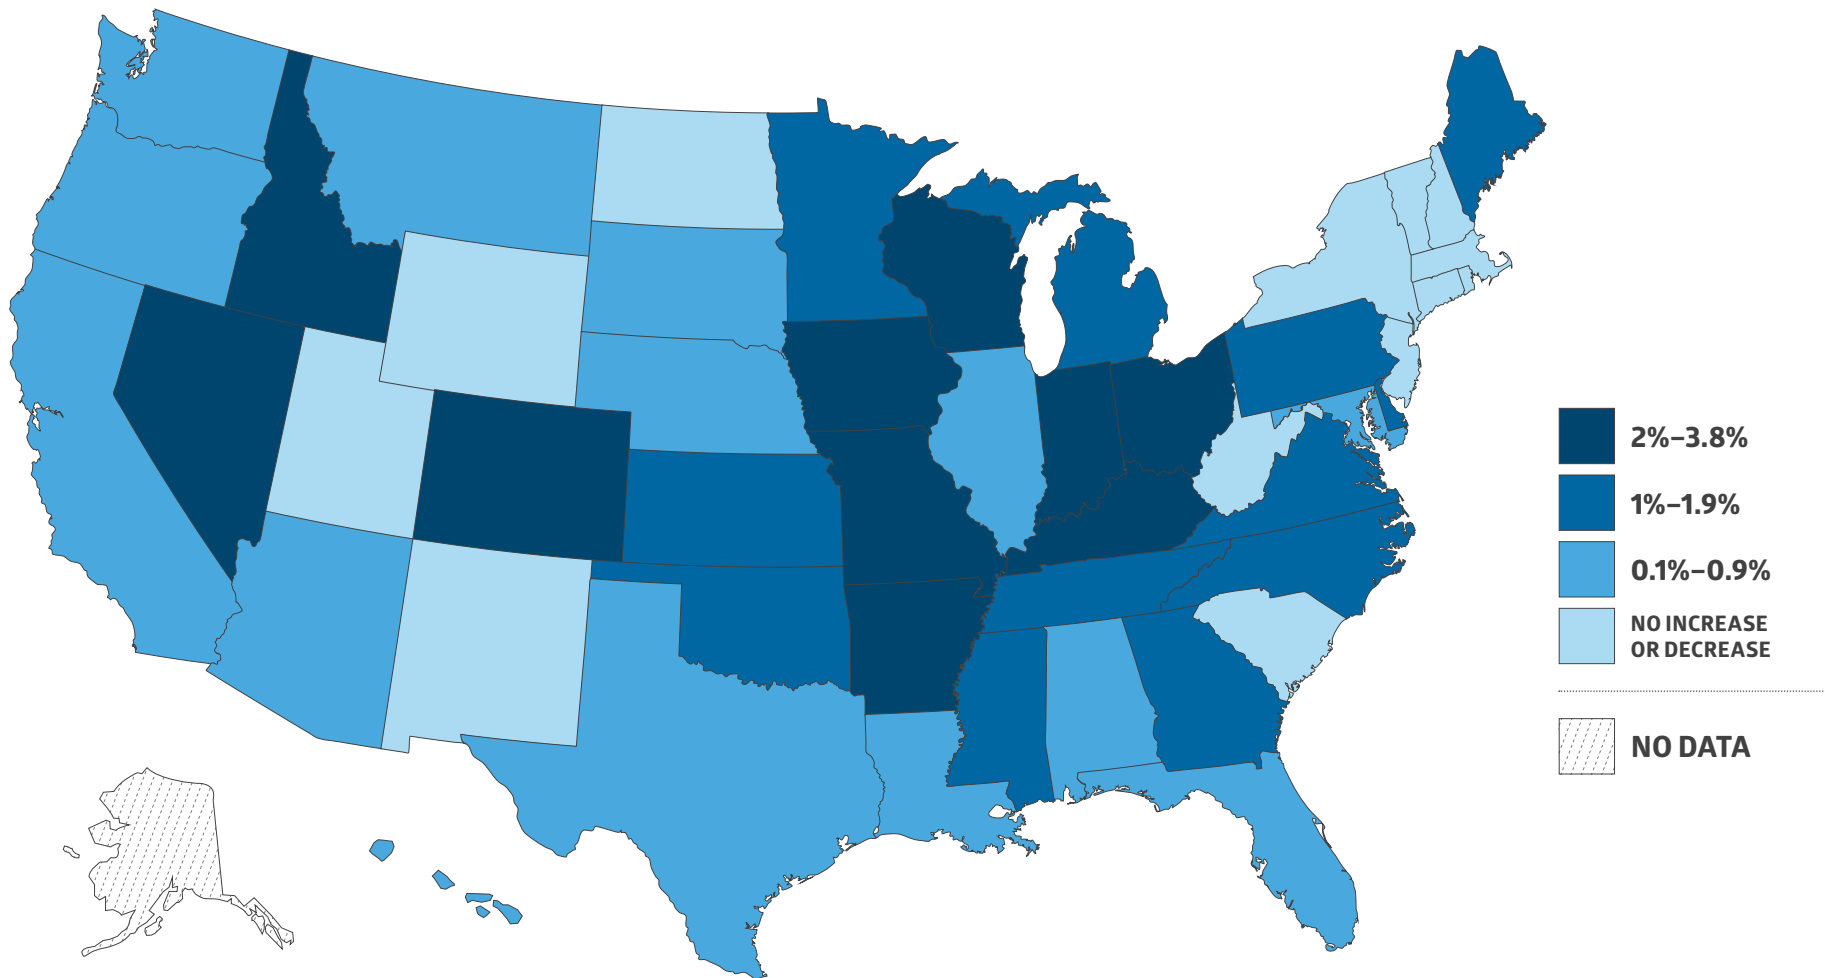 2%–3.8%
1%–1.9%
0.1%–0.9%
NO INCREASE
OR DECREASE
NO DATA